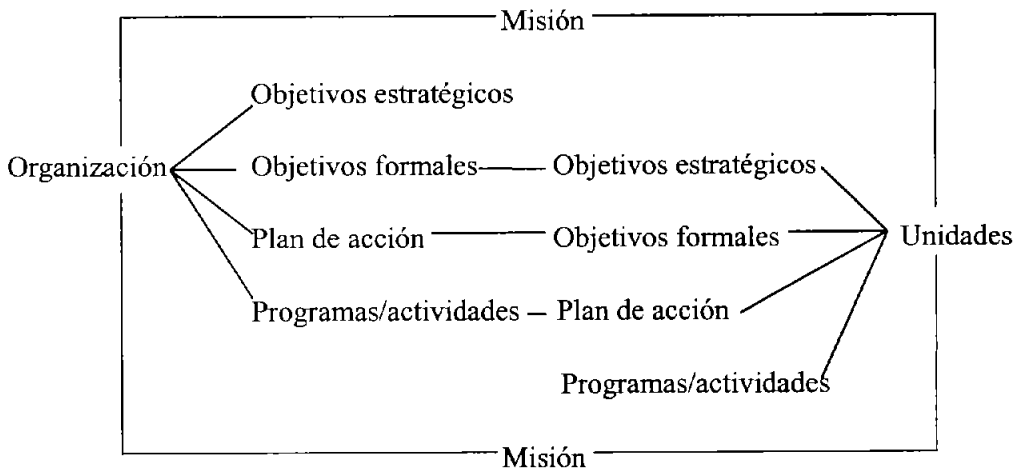 Misión
Objetivos estratégicos
Organización Objetivos formales Objetivos estratégicos
Plan de acción Objetivos formales Unidades
Programas/actividades Plan de acción
Programas/actividades
Misión